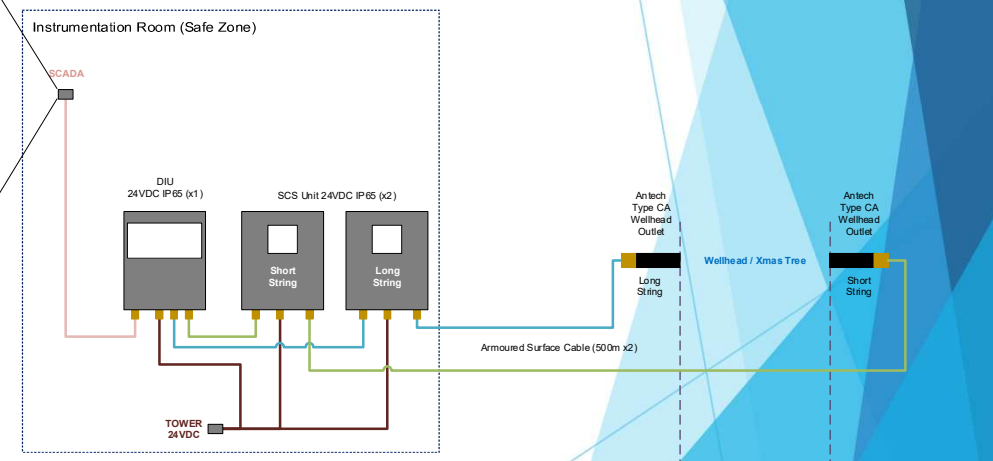 Instrumentation Room (Safe Zone)
SCADA
DIU
24VDC IP65 (x1)
SCS Unit 24VDC IP65 (x2)
Short
String
Long
String
TOWER
24VDC
Armoured Surface Cable (500m x2)
Antech
Type CA
Wellhead
Outlet
Long
String
Wellhead / Xmas Tree
Antech
Type CA
Wellhead
Outlet
Short
String